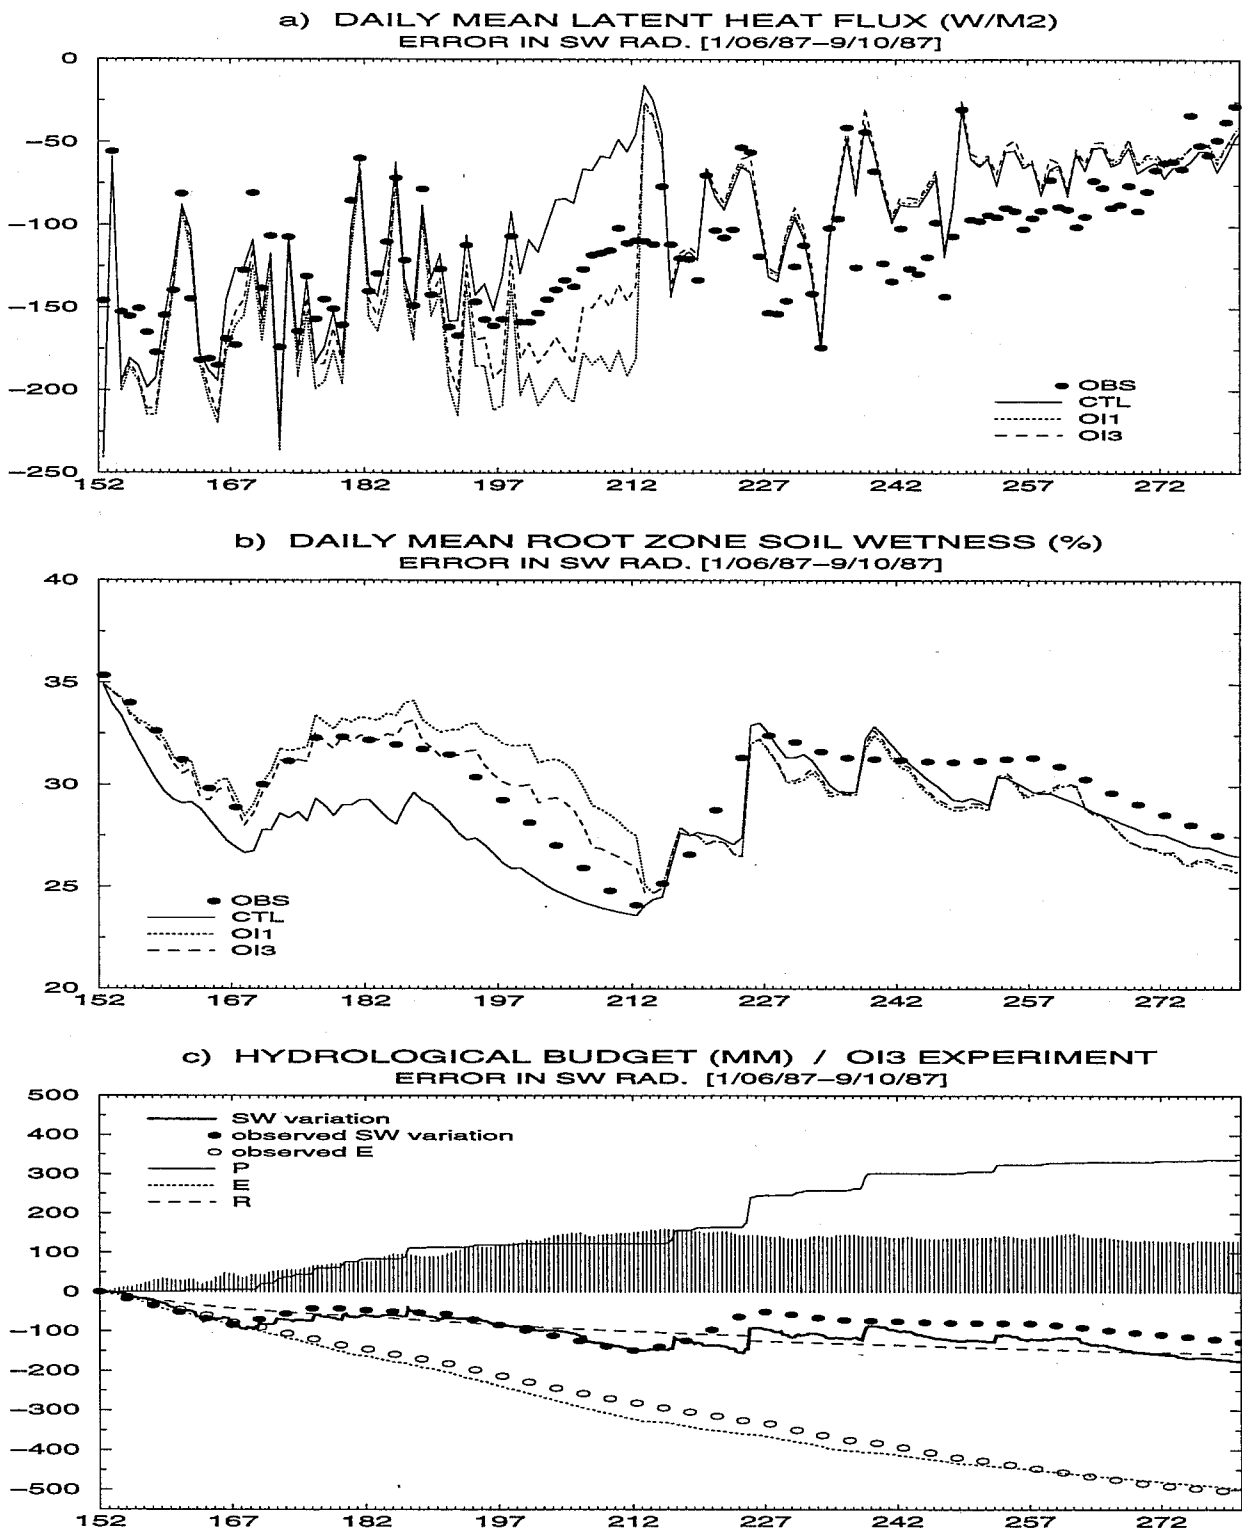 a) DAILY MEAN LATENT HEAT FLUX (W/M2)
ERROR IN SW RAD. [1/06/87–9/10/87]
0
–50
–100
–150
–200
–250
OBS
CTL
OI1
OI3
152 167 182 197 212 227 242 257 272
b) DAILY MEAN ROOT ZONE SOIL WETNESS (%)
ERROR IN SW RAD. [1/06/87–9/10/87]
40
35
30
25
20
OBS
CTL
OI1
OI3
152 167 182 197 212 227 242 257 272
c) HYDROLOGICAL BUDGET (MM) / OI3 EXPERIMENT
ERROR IN SW RAD. [1/06/87–9/10/87]
500
400
300
200
100
0
–100
–200
–300
–400
–500
SW variation
observed SW variation
observed E
P
E
R
152 167 182 197 212 227 242 257 272